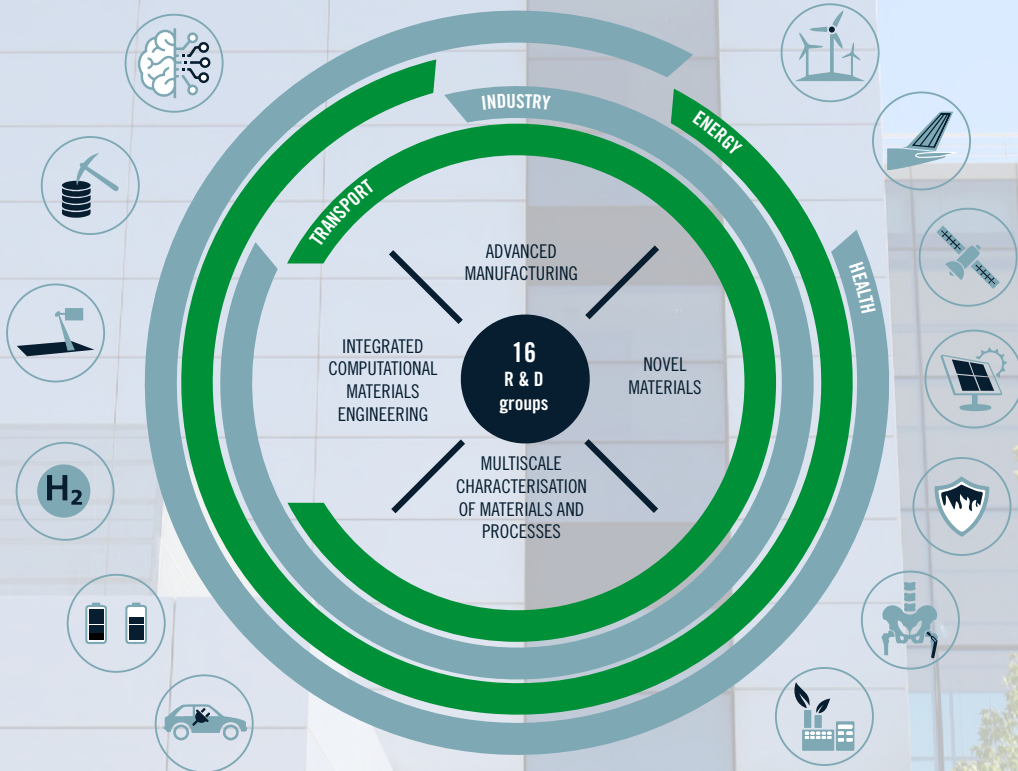 INDUSTRY
ENERGY
TRANSPORT
HEALTH
ADVANCED
MANUFACTURING
INTEGRATED
COMPUTATIONAL
MATERIALS
ENGINEERING
16
R & D
groups
NOVEL
MATERIALS
MULTISCALE
CHARACTERISATION
OF MATERIALS AND
PROCESSES
H₂